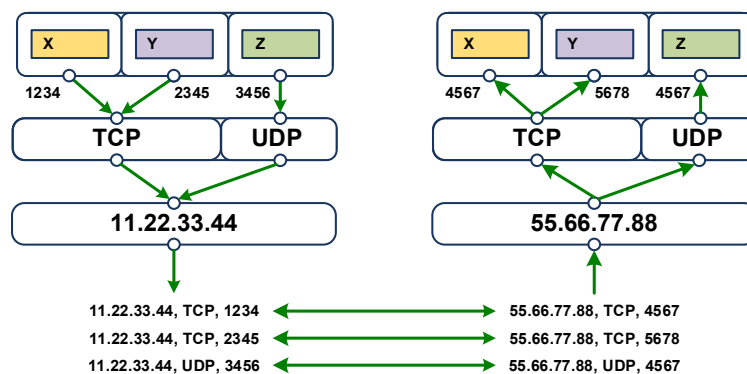 X Y Z X Y Z
1234 2345 3456 4567 5678 4567
TCP UDP TCP UDP
11.22.33.44 55.66.77.88
11.22.33.44, TCP, 1234 55.66.77.88, TCP, 4567
11.22.33.44, TCP, 2345 55.66.77.88, TCP, 5678
11.22.33.44, UDP, 3456 55.66.77.88, UDP, 4567